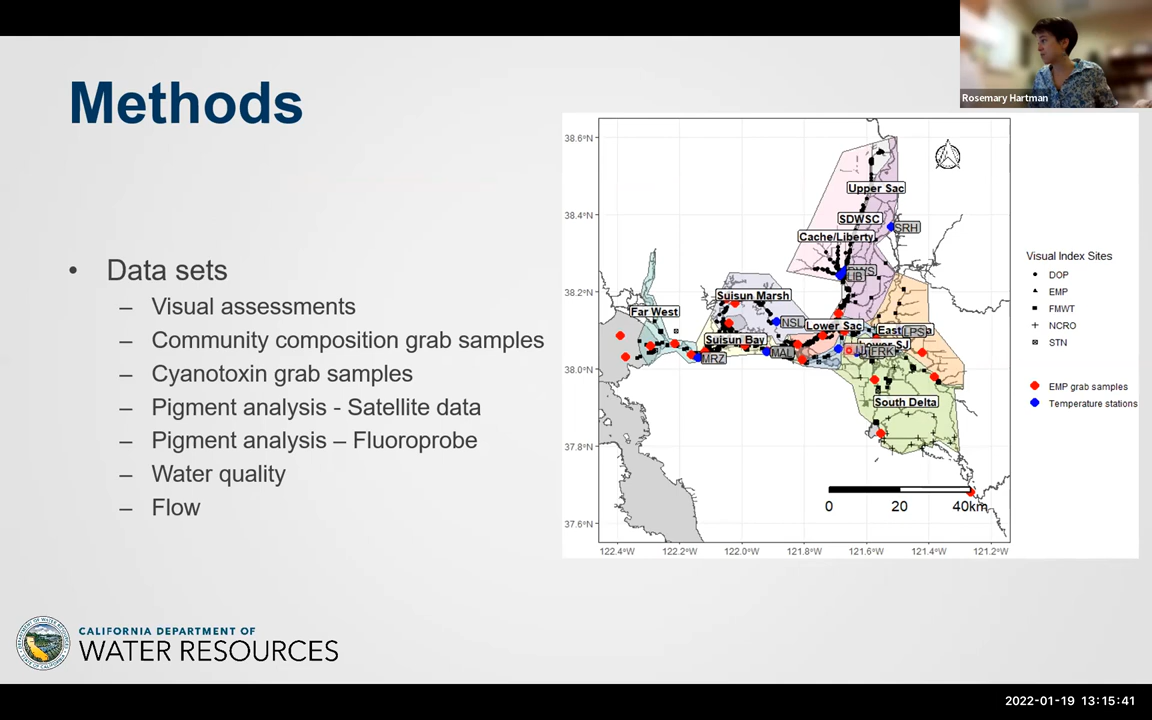 Rosemary Hartman
Methods
• Data sets
– Visual assessments
– Community composition grab samples
– Cyanotoxin grab samples
– Pigment analysis - Satellite data
– Pigment analysis – Fluoroprobe
– Water quality
– Flow
38.6°N
38.4°N
38.2°N
38.0°N
37.8°N
37.6°N
122.4°W 122.2°W 122.0°W 121.8°W 121.6°W 121.4°W 121.2°W
Upper Sac
SDWSC
SRH
Cache/Liberty
LIB
Suisun Marsh
Far West
NSL
Lower Sac
LPS
Suisun Bay
MRZ
MAL
FRK
South Delta
0 20 40km
Visual Index Sites
DOP
EMP
FMWT
NCRO
STN
EMP grab samples
Temperature stations
CALIFORNIA DEPARTMENT OF
WATER RESOURCES
2022-01-19 13:15:41